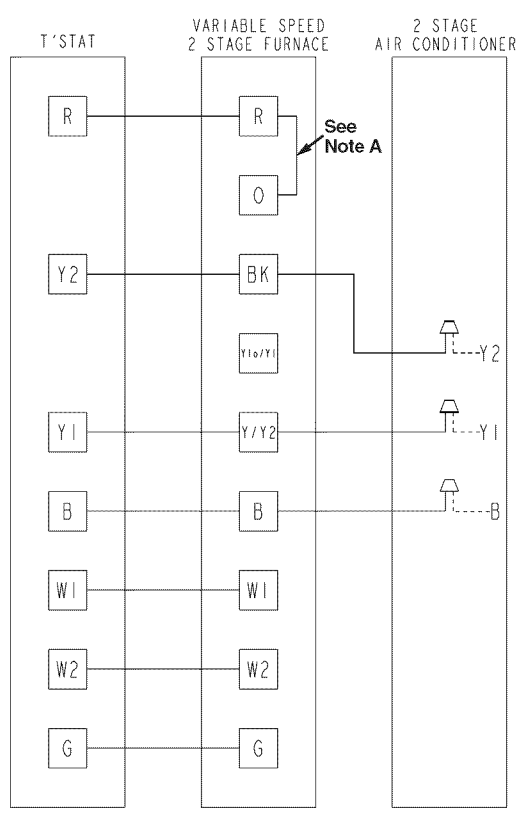 T'STAT
VARIABLE SPEED
2 STAGE FURNACE
2 STAGE
AIR CONDITIONER
R
R
See
Note A
O
Y2
BK
Y1o/Y1
Y2
Y1
Y/Y2
Y1
B
B
B
W1
W1
W2
W2
G
G